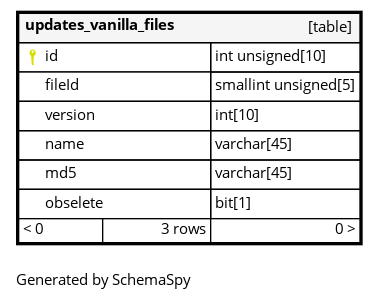 updates_vanilla_files [table]
id int unsigned[10]
fileId smallint unsigned[5]
version int[10]
name varchar[45]
md5 varchar[45]
obselete bit[1]
< 0 3 rows 0 >
Generated by SchemaSpy